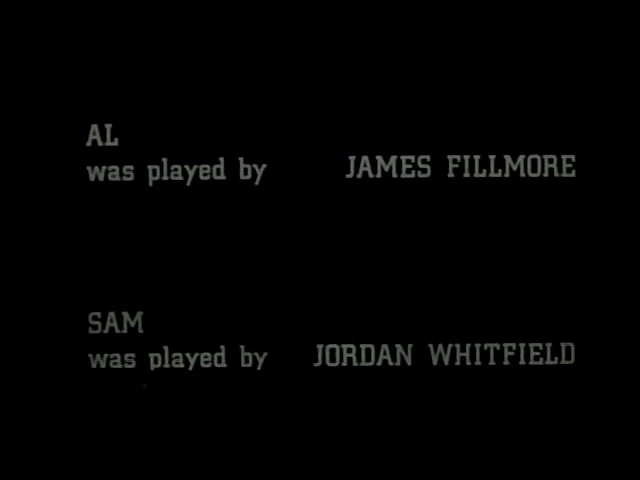 AL
was played by JAMES FILLMORE
SAM
was played by JORDAN WHITFIELD